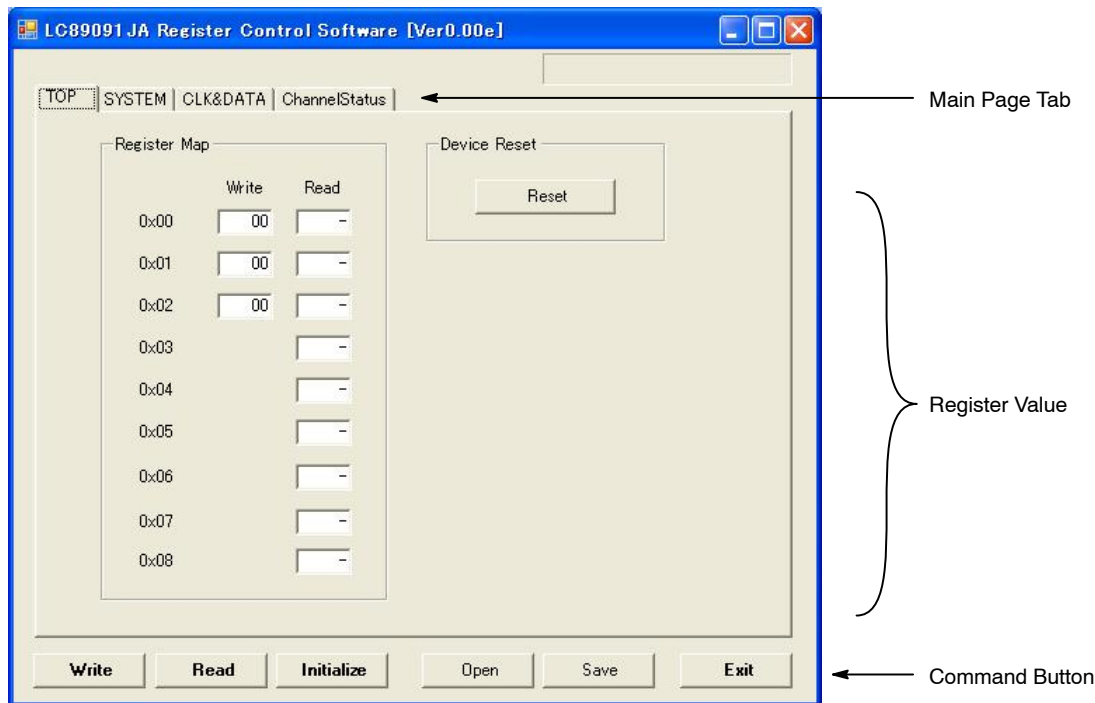 LC89091JA Register Control Software [Ver0.00e]
TOP SYSTEM CLK&DATA ChannelStatus
Main Page Tab
Register Map
Device Reset
Write Read
Reset
0x00 00 -
0x01 00 -
0x02 00 -
0x03 -
0x04 -
Register Value
0x05 -
0x06 -
0x07 -
0x08 -
Write Read Initialize Open Save Exit
Command Button